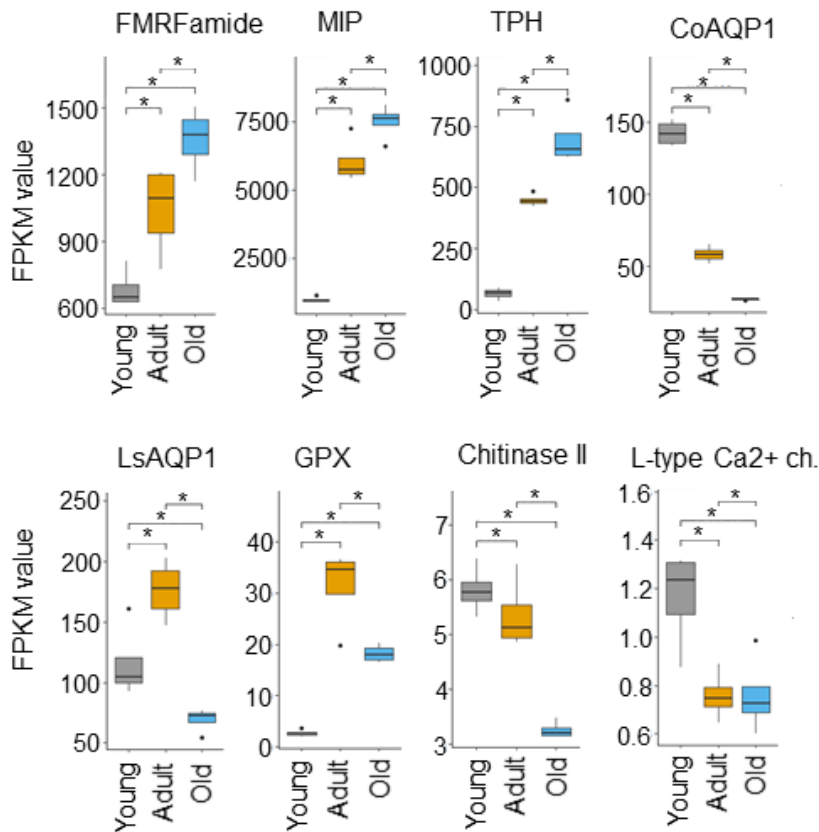 FMRFamide MIP TPH CoAQP1
FPKM value
1500
1200
900
600
* * *
Young Adult Old
7500
5000
2500
* * *
Young Adult Old
1000
750
500
250
0
* * *
Young Adult Old
150
100
50
* * *
Young Adult Old
LsAQP1 GPX Chitinase II L-type Ca2+ ch.
FPKM value
250
200
150
100
50
* * *
Young Adult Old
40
30
20
10
0
* * *
Young Adult Old
7
6
5
4
3
* * *
Young Adult Old
1.6
1.4
1.2
1.0
0.8
0.6
* * *
Young Adult Old